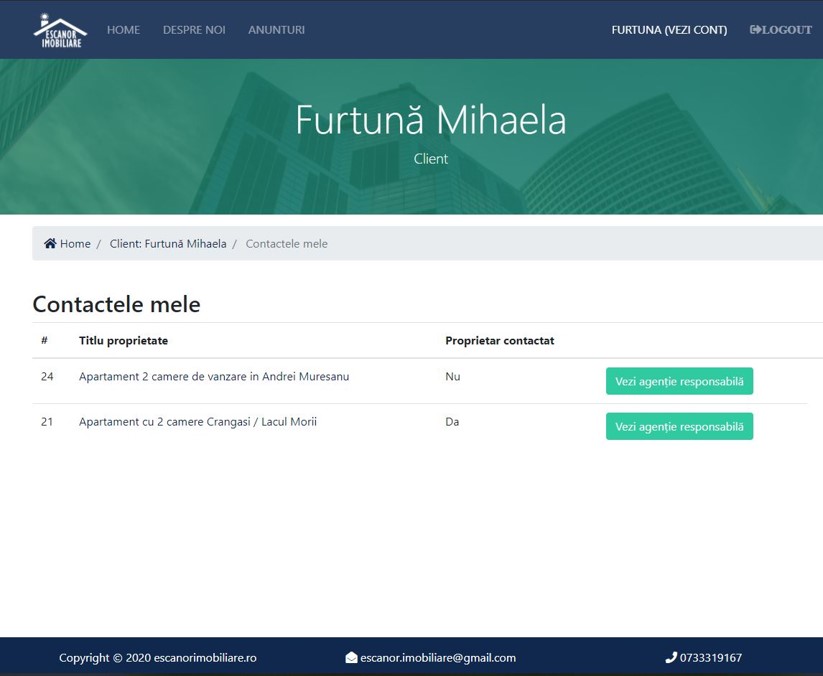 ESCANOR
IMOBILIARE
HOME DESPRE NOI ANUNTURI FURTUNA (VEZI CONT) LOGOUT
Furtună Mihaela
Client
Home / Client: Furtună Mihaela / Contactele mele
Contactele mele
# Titlu proprietate Proprietar contactat
24 Apartament 2 camere de vanzare in Andrei Muresanu Nu Vezi agenție responsabilă
21 Apartament cu 2 camere Crangasi / Lacul Morii Da Vezi agenție responsabilă
Copyright © 2020 escanorimobiliare.ro escanor.imobiliare@gmail.com 0733319167